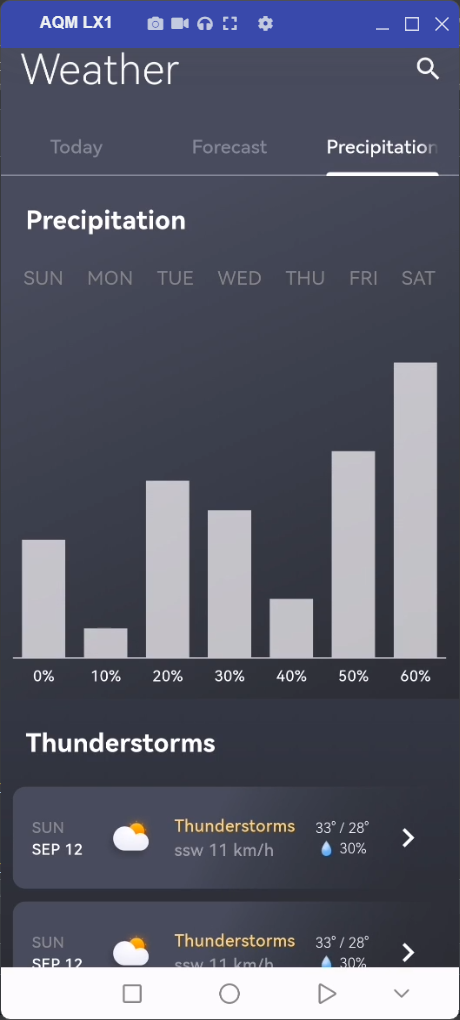 AQM LX1
Weather
Today Forecast Precipitation
Precipitation
SUN MON TUE WED THU FRI SAT
0% 10% 20% 30% 40% 50% 60%
Thunderstorms
SUN Thunderstorms 33° / 28°
SEP 12 ssw 11 km/h 30%
SUN Thunderstorms 33° / 28°
SEP 12 ssw 11 km/h 30%